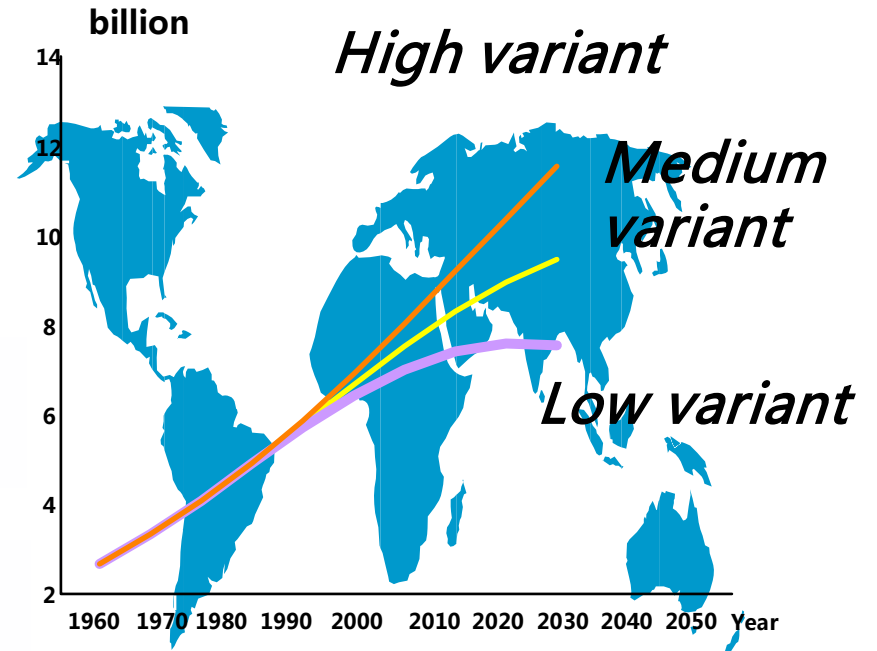 billion
High variant
14
12
Medium
variant
10
8
6
Low variant
4
2
1960 1970 1980 1990 2000 2010 2020 2030 2040 2050 Year